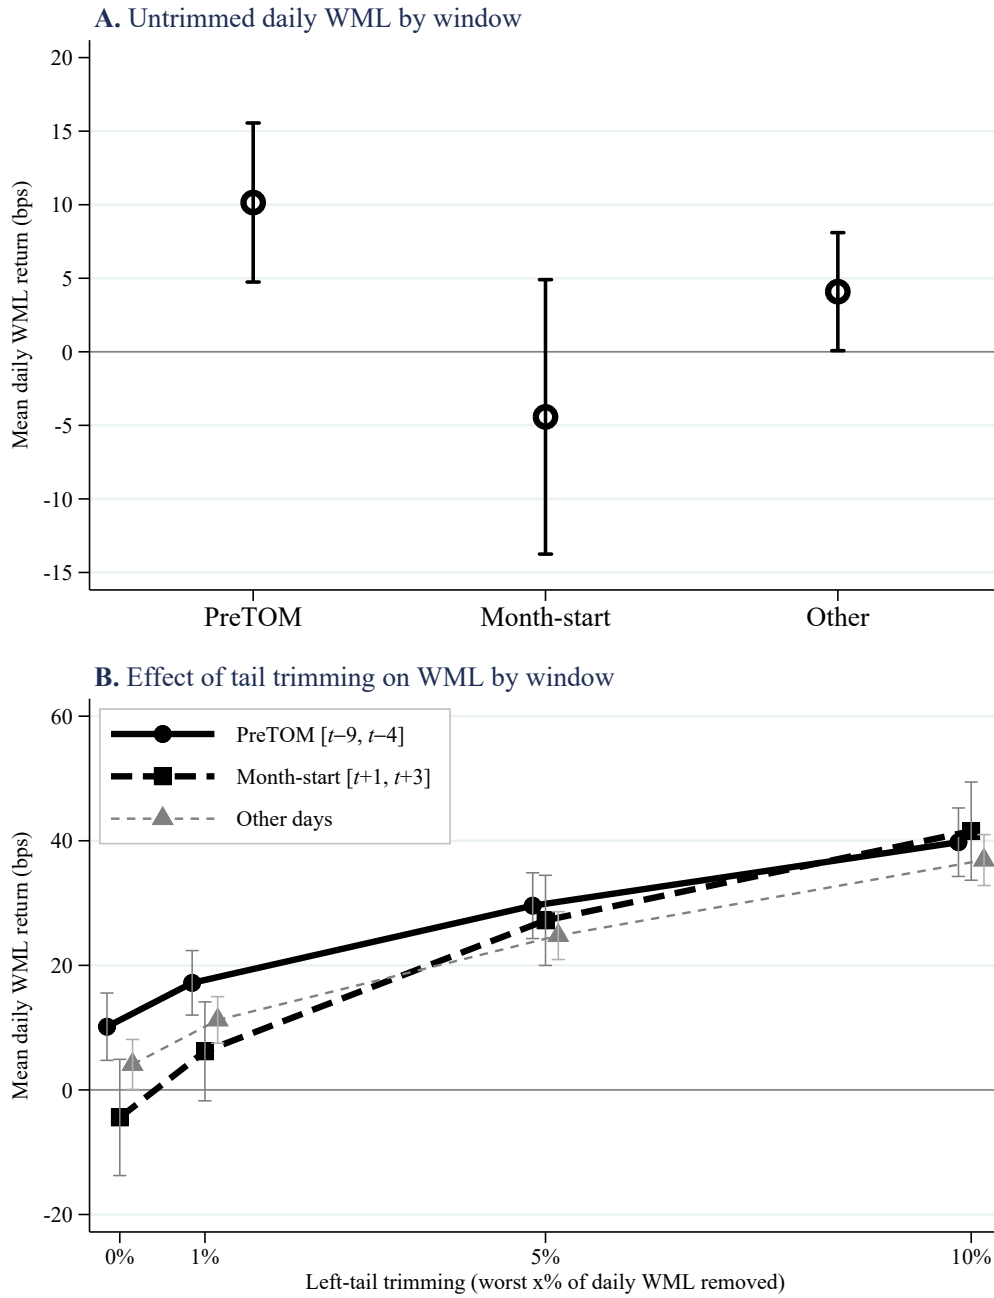 A. Untrimmed daily WML by window
20
15
10
5
0
-5
-10
-15
Mean daily WML return (bps)
PreTOM Month-start Other
B. Effect of tail trimming on WML by window
60
40
20
0
-20
Mean daily WML return (bps)
PreTOM [t–9, t–4]
Month-start [t+1, t+3]
Other days
0% 1% 5% 10%
Left-tail trimming (worst x% of daily WML removed)